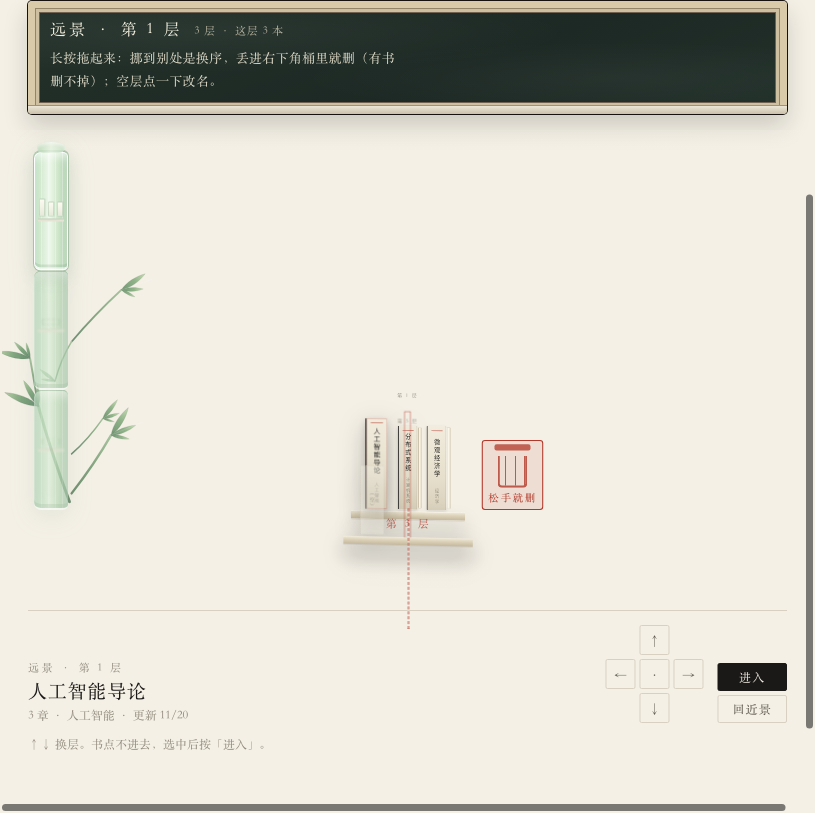 远景 · 第 1 层 3 层 · 这层 3 本
长按拖起来：挪到别处是换序，丢进右下角桶里就删（有书
删不掉）；空层点一下改名。
第 1 层
人工智能导论
分布式系统
微观经济学
松手就删
第 3 层
远景 · 第 1 层
人工智能导论
3 章 · 人工智能 · 更新 11/20
↑↓ 换层。书点不进去，选中后按「进入」。
↑
← · →
↓
进入
回近景